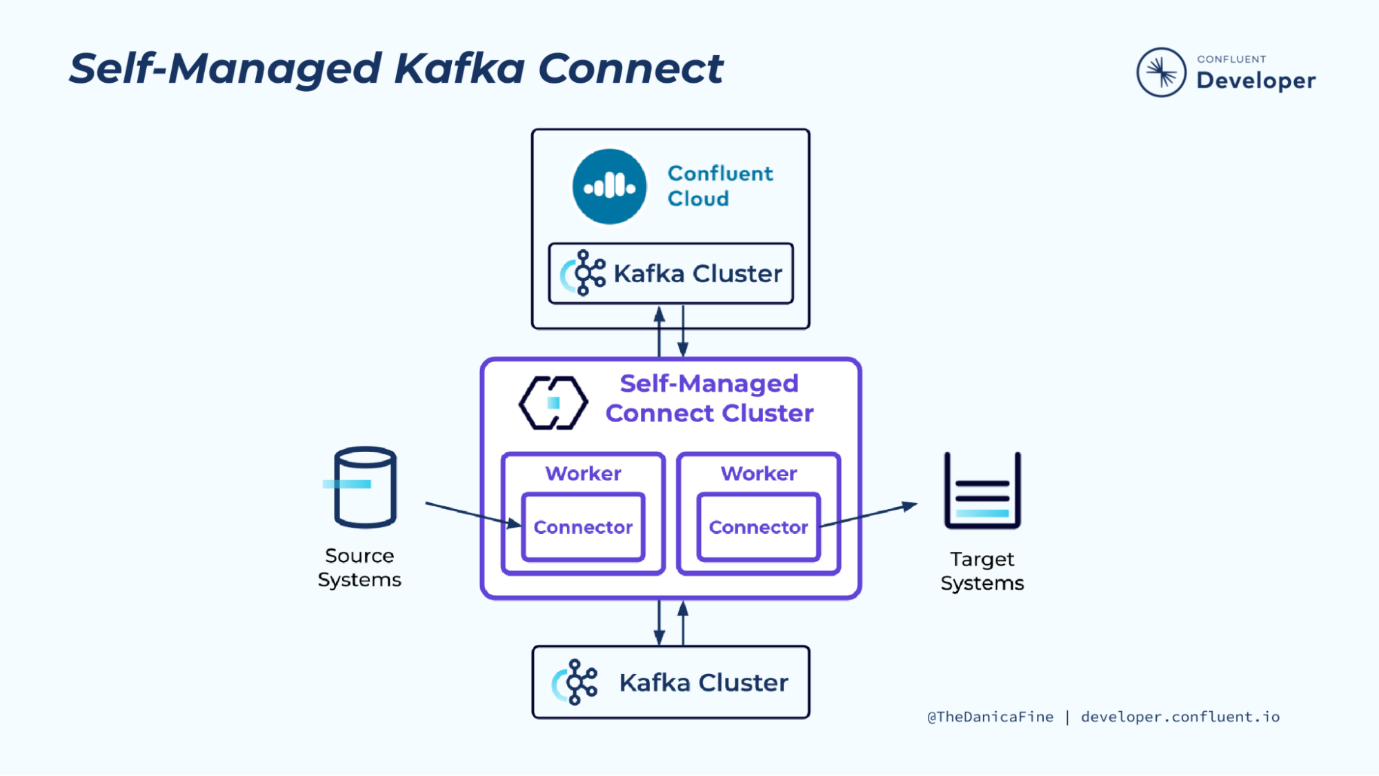 Self-Managed Kafka Connect
CONFLUENT
Developer
Confluent
Cloud
Kafka Cluster
Self-Managed
Connect Cluster
Worker
Connector
Worker
Connector
Source
Systems
Target
Systems
Kafka Cluster
@TheDanicaFine | developer.confluent.io